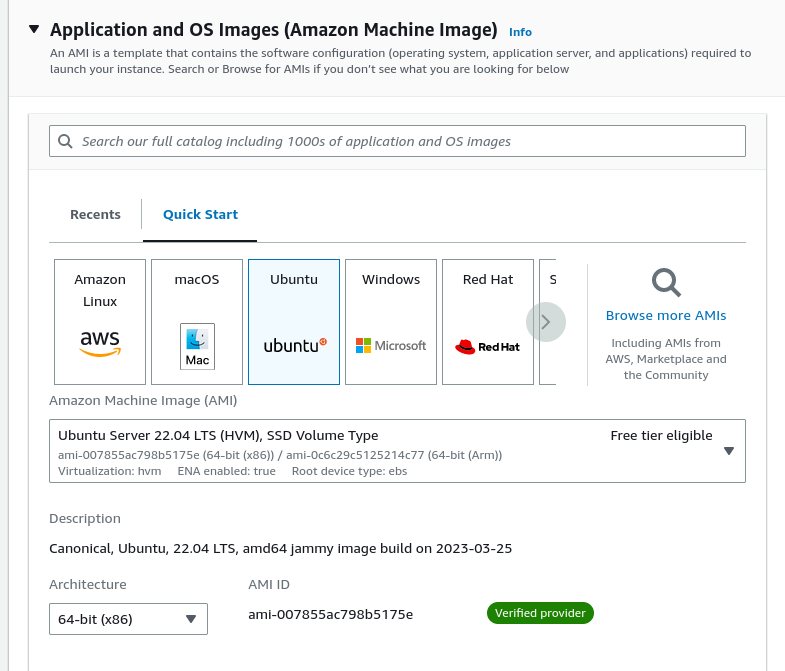 Application and OS Images (Amazon Machine Image) Info
An AMI is a template that contains the software configuration (operating system, application server, and applications) required to
launch your instance. Search or Browse for AMIs if you don’t see what you are looking for below
Search our full catalog including 1000s of application and OS images
Recents
Quick Start
Amazon
Linux
aws
macOS
Mac
Ubuntu
ubuntu
Windows
Microsoft
Red Hat
Red Hat
S
Browse more AMIs
Including AMIs from
AWS, Marketplace and
the Community
Amazon Machine Image (AMI)
Ubuntu Server 22.04 LTS (HVM), SSD Volume Type
Free tier eligible
ami-007855ac798b5175e (64-bit (x86)) / ami-0c6c29c5125214c77 (64-bit (Arm))
Virtualization: hvm ENA enabled: true Root device type: ebs
Description
Canonical, Ubuntu, 22.04 LTS, amd64 jammy image build on 2023-03-25
Architecture
AMI ID
64-bit (x86)
ami-007855ac798b5175e
Verified provider